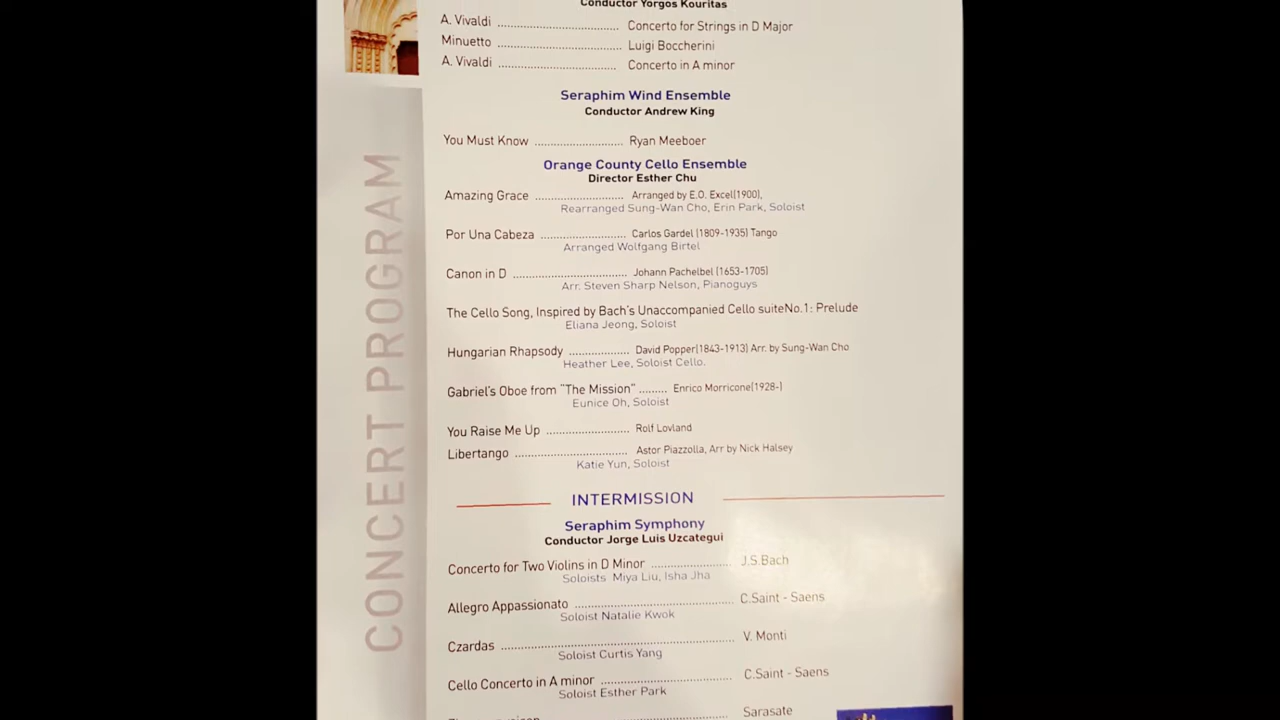 Conductor Yorgos Kouritas
A. Vivaldi ................................. Concerto for Strings in D Major
Minuetto ................................. Luigi Boccherini
A. Vivaldi ................................ Concerto in A minor
Seraphim Wind Ensemble
Conductor Andrew King
You Must Know ........................ Ryan Meeboer
Orange County Cello Ensemble
Director Esther Chu
Amazing Grace ........................ Arranged by E.O. Excel(1900),
Rearranged Sung-Wan Cho, Erin Park, Soloist
Por Una Cabeza ....................... Carlos Gardel (1809-1935) Tango
Arranged Wolfgang Birtel
Canon in D ............................... Johann Pachelbel (1653-1705)
Arr. Steven Sharp Nelson, Pianoguys
The Cello Song, Inspired by Bach's Unaccompanied Cello suiteNo.1: Prelude
Eliana Jeong, Soloist
Hungarian Rhapsody ................ David Popper(1843-1913) Arr. by Sung-Wan Cho
Heather Lee, Soloist Cello.
Gabriel's Oboe from "The Mission" ........ Enrico Morricone(1928-)
Eunice Oh, Soloist
You Raise Me Up ...................... Rolf Lovland
Libertango .............................. Astor Piazzolla, Arr by Nick Halsey
Katie Yun, Soloist
INTERMISSION
Seraphim Symphony
Conductor Jorge Luis Uzcategui
Concerto for Two Violins in D Minor ...................... J.S.Bach
Soloists Miya Liu, Isha Jha
Allegro Appassionato ........................................... C.Saint - Saens
Soloist Natalie Kwok
Czardas ................................................................ V. Monti
Soloist Curtis Yang
Cello Concerto in A minor .................................... C.Saint - Saens
Soloist Esther Park
Sarasate
CONCERT PROGRAM